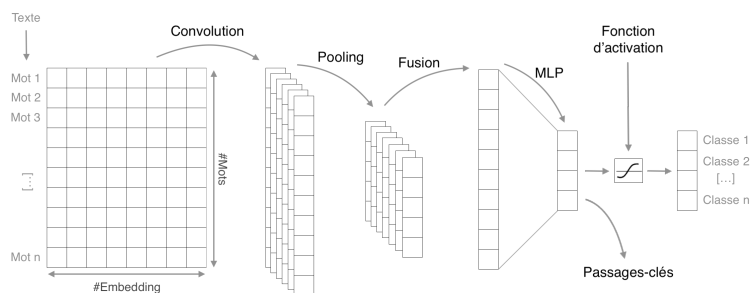 Texte
Convolution
Pooling
Fusion
MLP
Fonction
d'activation
Mot 1
Mot 2
Mot 3
[...]
Mot n
#Mots
#Embedding
Classe 1
Classe 2
[...]
Classe n
Passages-clés